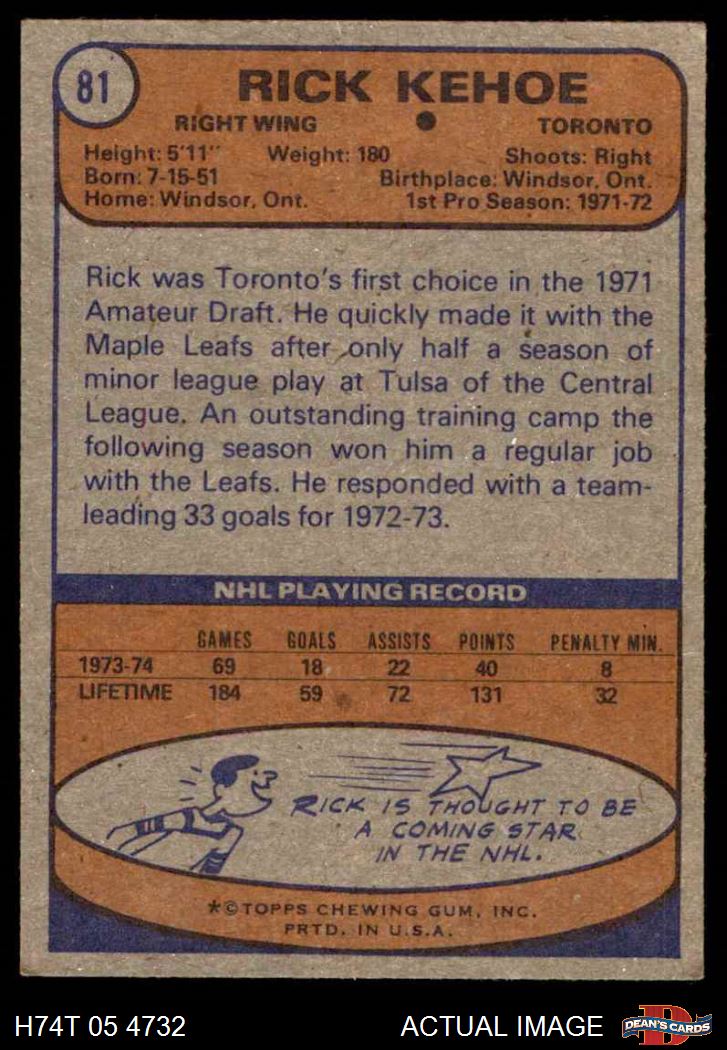 81
RICK KEHOE
RIGHT WING • TORONTO
Height: 5'11" Weight: 180 Shoots: Right
Born: 7-15-51 Birthplace: Windsor, Ont.
Home: Windsor, Ont. 1st Pro Season: 1971-72
Rick was Toronto's first choice in the 1971
Amateur Draft. He quickly made it with the
Maple Leafs after only half a season of
minor league play at Tulsa of the Central
League. An outstanding training camp the
following season won him a regular job
with the Leafs. He responded with a team-
leading 33 goals for 1972-73.
NHL PLAYING RECORD
GAMES GOALS ASSISTS POINTS PENALTY MIN.
1973-74 69 18 22 40 8
LIFETIME 184 59 72 131 32
RICK IS THOUGHT TO BE
A COMING STAR
IN THE NHL.
*©TOPPS CHEWING GUM, INC.
PRTD. IN U.S.A.
H74T 05 4732 ACTUAL IMAGE
D
DEAN'S CARDS